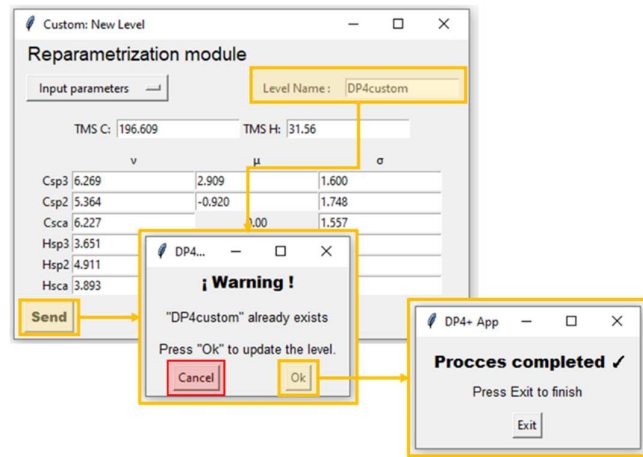 Custom: New Level
Reparametrization module
Input parameters
Level Name : DP4custom
TMS C: 196.609 TMS H: 31.56
ν μ σ
Csp3 6.269 2.909 1.600
Csp2 5.364 -0.920 1.748
Csca 6.227 0.00 1.557
Hsp3 3.651
Hsp2 4.911
Hsca 3.893
Send
DP4...
¡ Warning !
"DP4custom" already exists
Press "Ok" to update the level.
Cancel Ok
DP4+ App
Procces completed ✓
Press Exit to finish
Exit